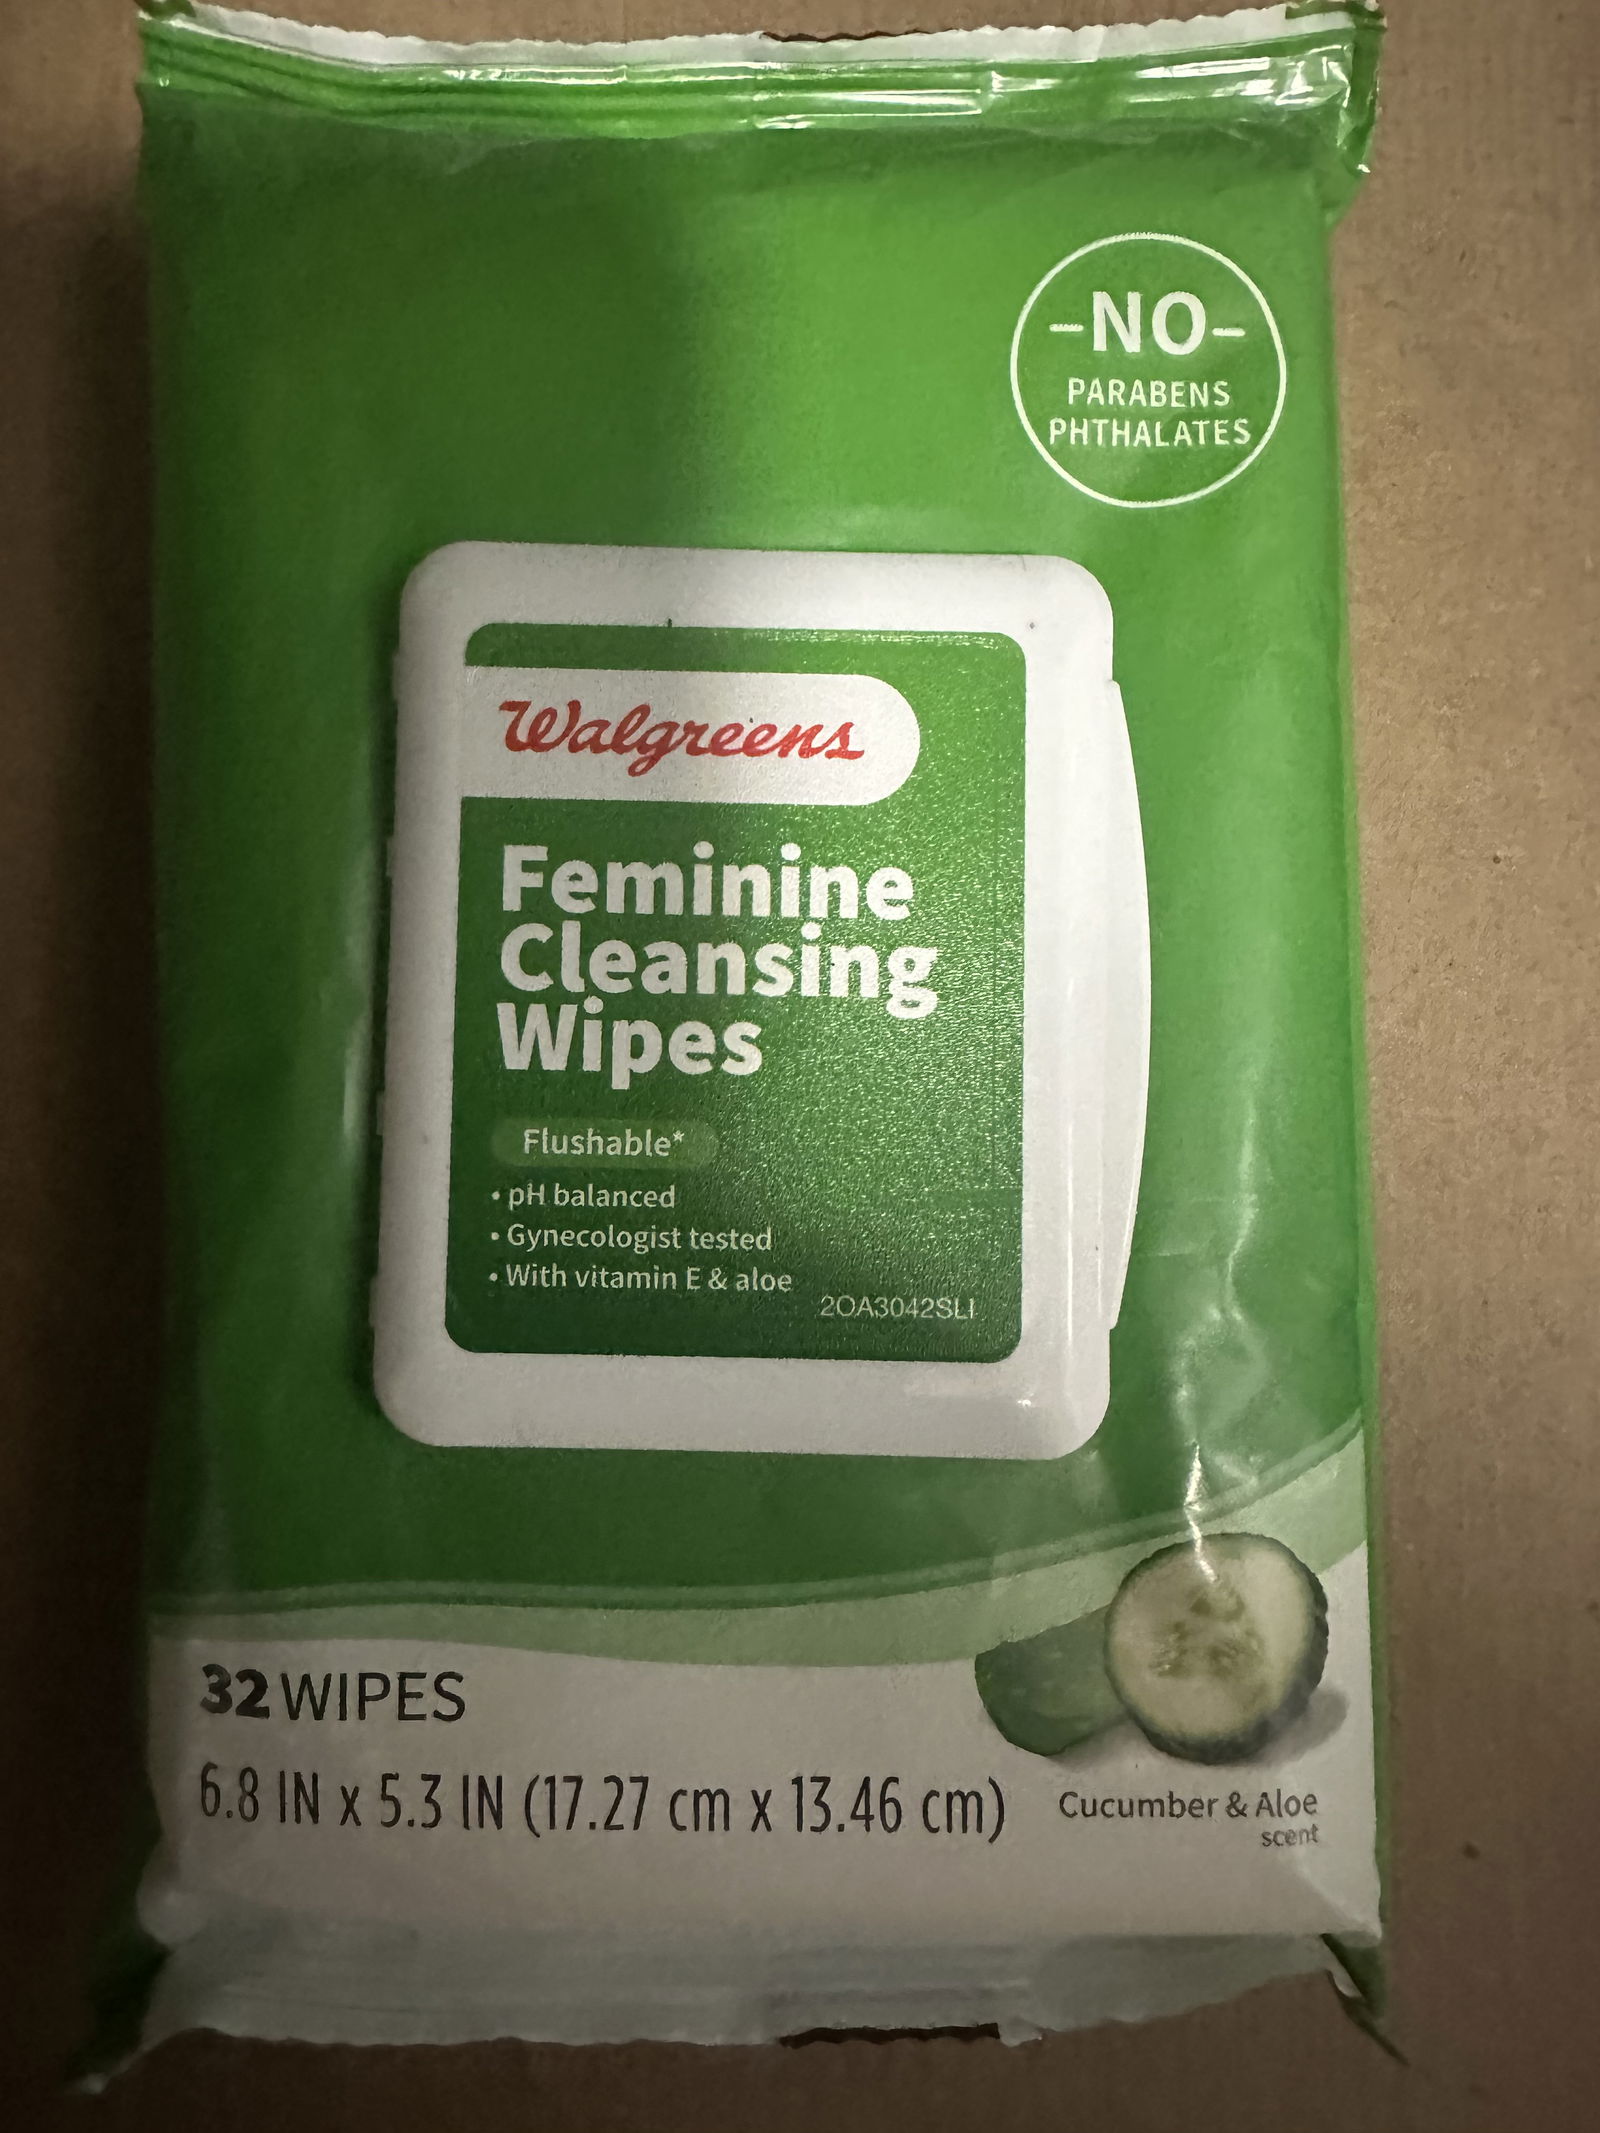 -NO-
PARABENS
PHTHALATES
Walgreens
Feminine
Cleansing
Wipes
Flushable*
• pH balanced
• Gynecologist tested
• With vitamin E & aloe
2OA3042SLI
32 WIPES
6.8 IN x 5.3 IN (17.27 cm x 13.46 cm)
Cucumber & Aloe
scent